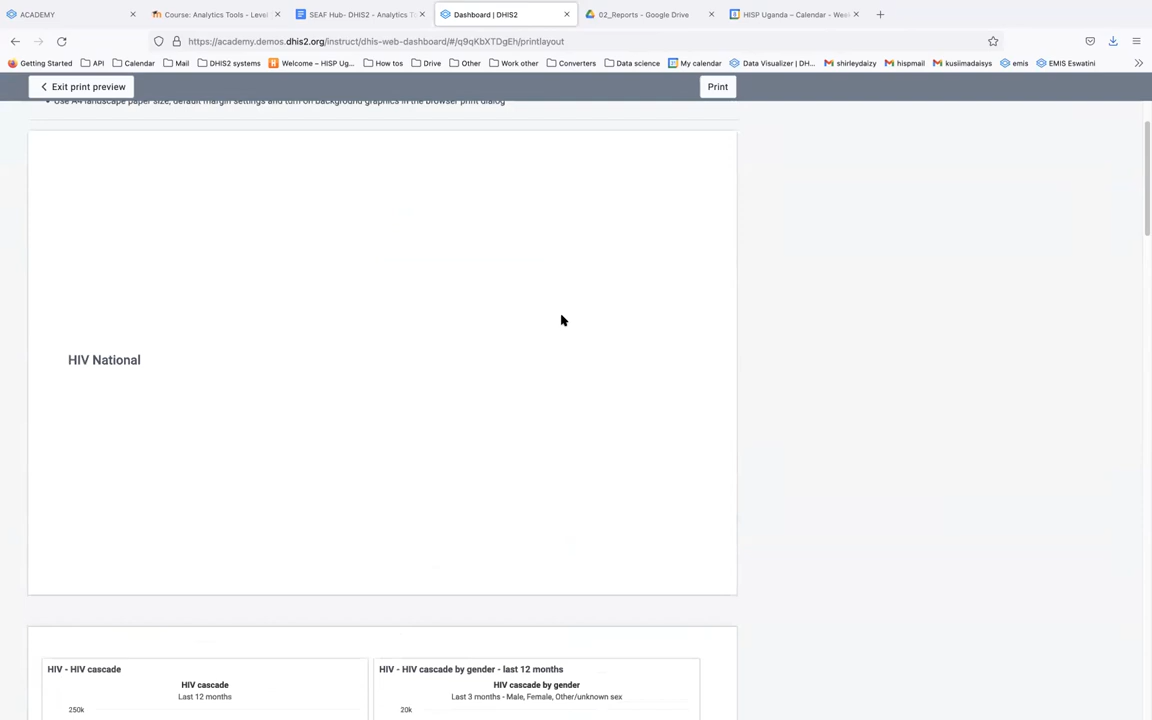 ACADEMY
Course: Analytics Tools - Level
SEAF Hub- DHIS2 - Analytics T
Dashboard | DHIS2
02_Reports - Google Drive
HISP Uganda – Calendar - Wee
https://academy.demos.dhis2.org/instruct/dhis-web-dashboard/#/q9qKbXTDgEh/printlayout
Getting Started API Calendar Mail DHIS2 systems Welcome – HISP Ug... How tos Drive Other Work other Converters Data science My calendar Data Visualizer | DH... shirleydaizy hispmail kusiimadaisys emis EMIS Eswatini
Exit print preview
Print
Use A4 landscape paper size, default margin settings and turn on background graphics in the browser print dialog
HIV National
HIV - HIV cascade
HIV cascade
Last 12 months
250k
HIV - HIV cascade by gender - last 12 months
HIV cascade by gender
Last 3 months - Male, Female, Other/unknown sex
20k